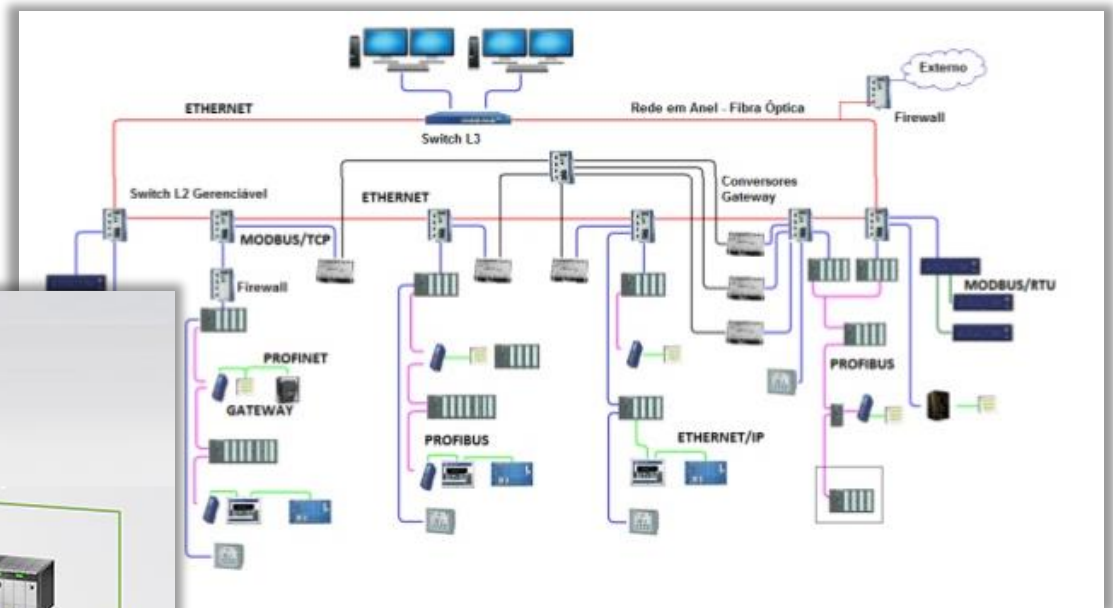 Externo
ETHERNET
Rede em Anel - Fibra Óptica
Firewall
Switch L3
Switch L2 Gerenciável
ETHERNET
Conversores
Gateway
MODBUS/TCP
Firewall
MODBUS/RTU
PROFINET
PROFIBUS
GATEWAY
PROFIBUS
ETHERNET/IP